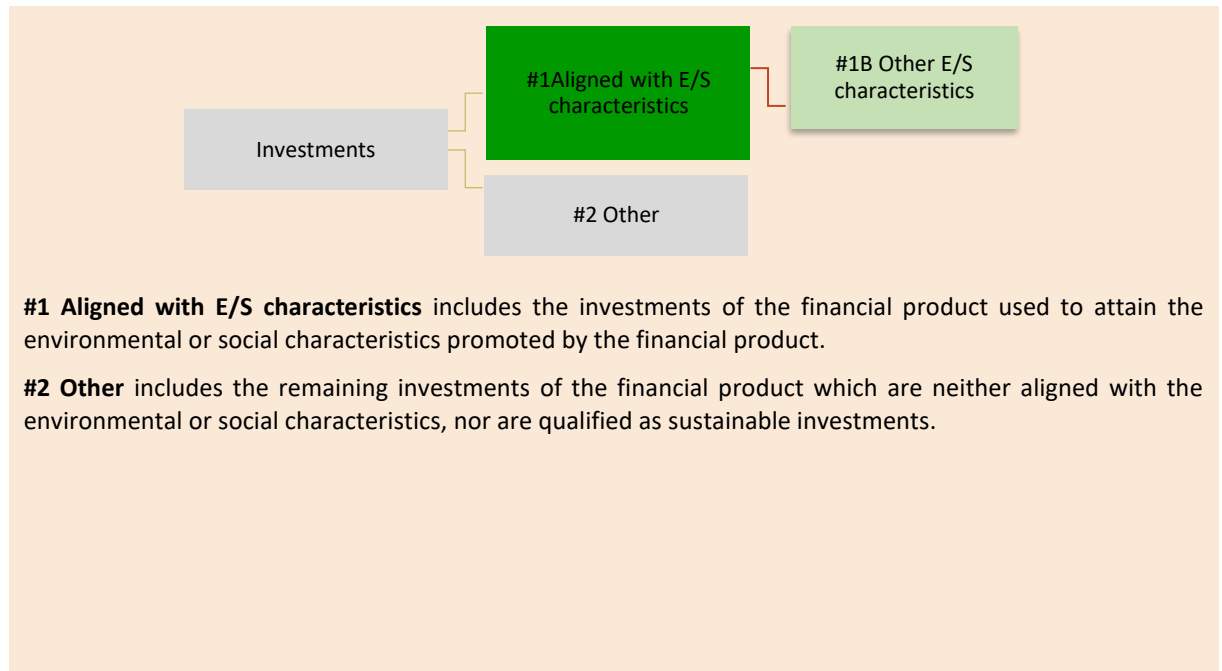 #1Aligned with E/S
characteristics
#1B Other E/S
characteristics
Investments
#2 Other
#1 Aligned with E/S characteristics includes the investments of the financial product used to attain the
environmental or social characteristics promoted by the financial product.
#2 Other includes the remaining investments of the financial product which are neither aligned with the
environmental or social characteristics, nor are qualified as sustainable investments.